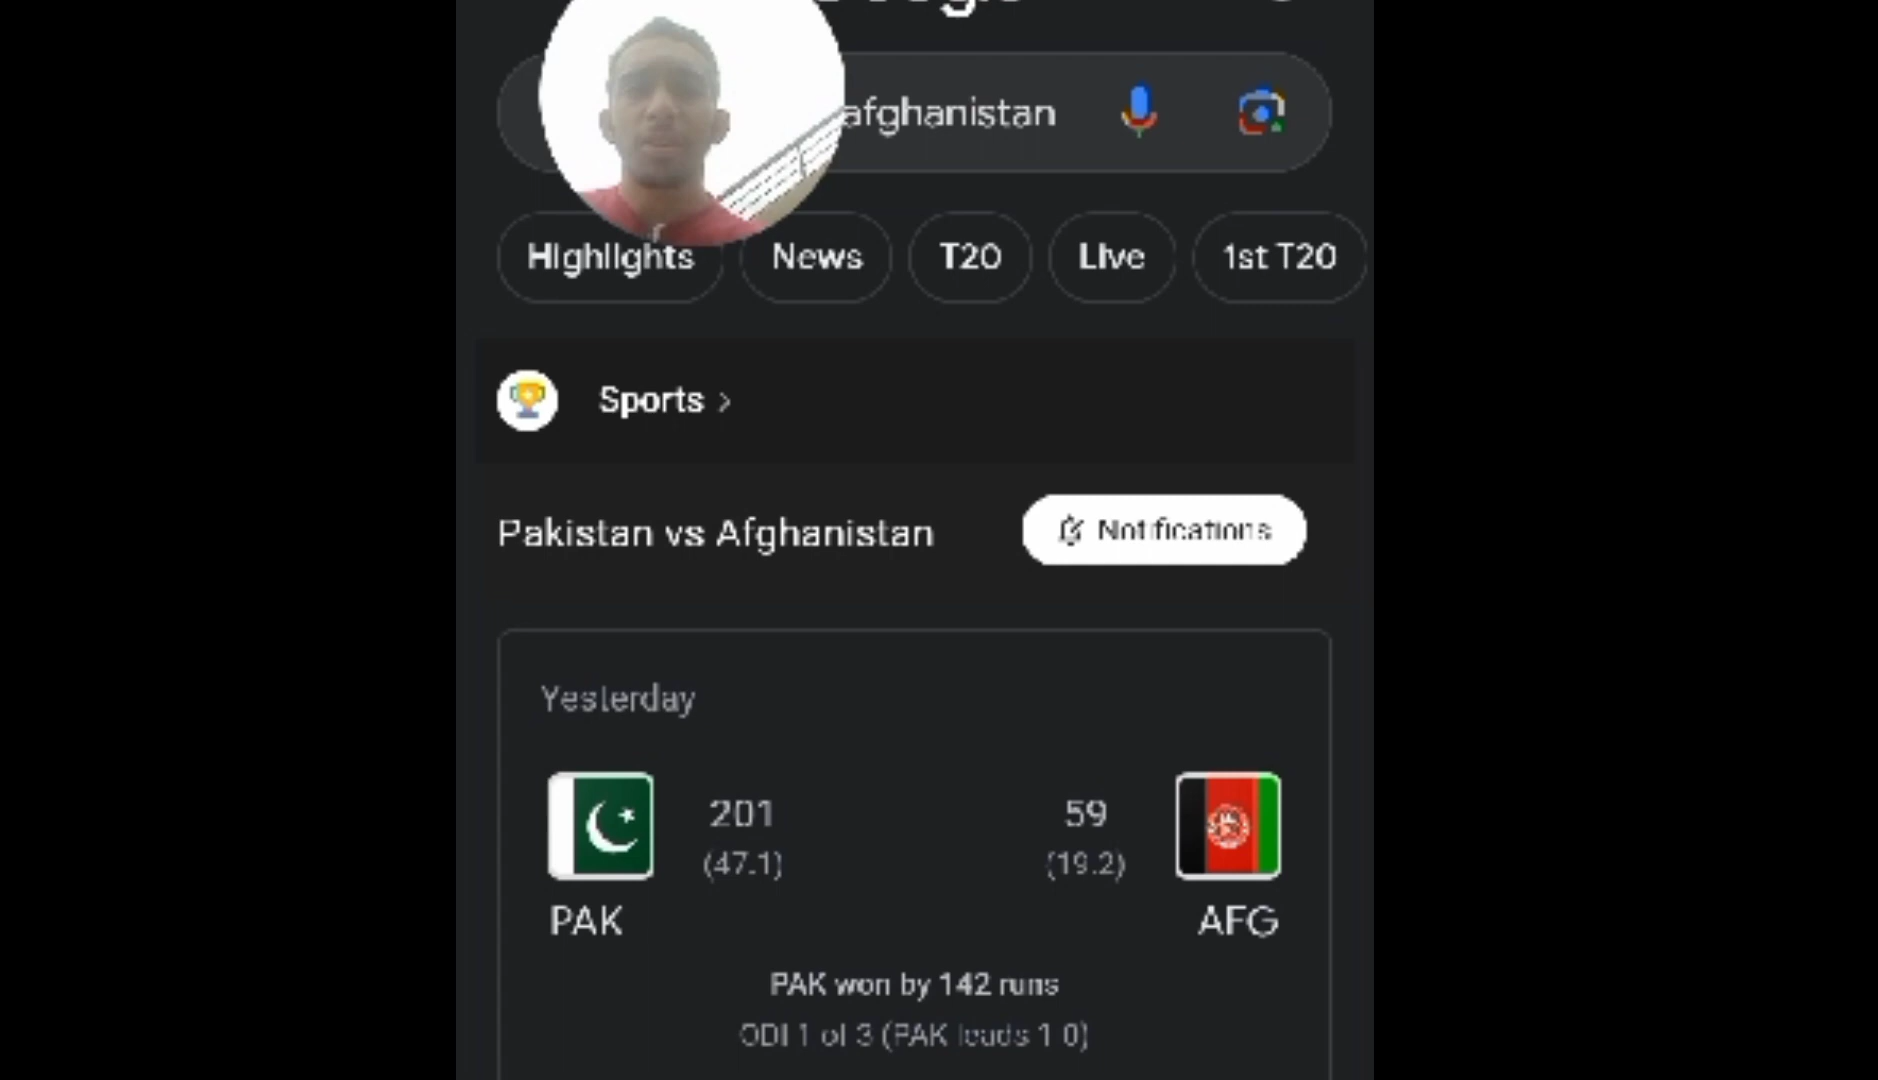 afghanistan
Highlights News T20 Live 1st T20
Sports
Pakistan vs Afghanistan Notifications
Yesterday
201 59
(47.1) (19.2)
PAK AFG
PAK won by 142 runs
ODI 1 of 3 (PAK leads 1 0)